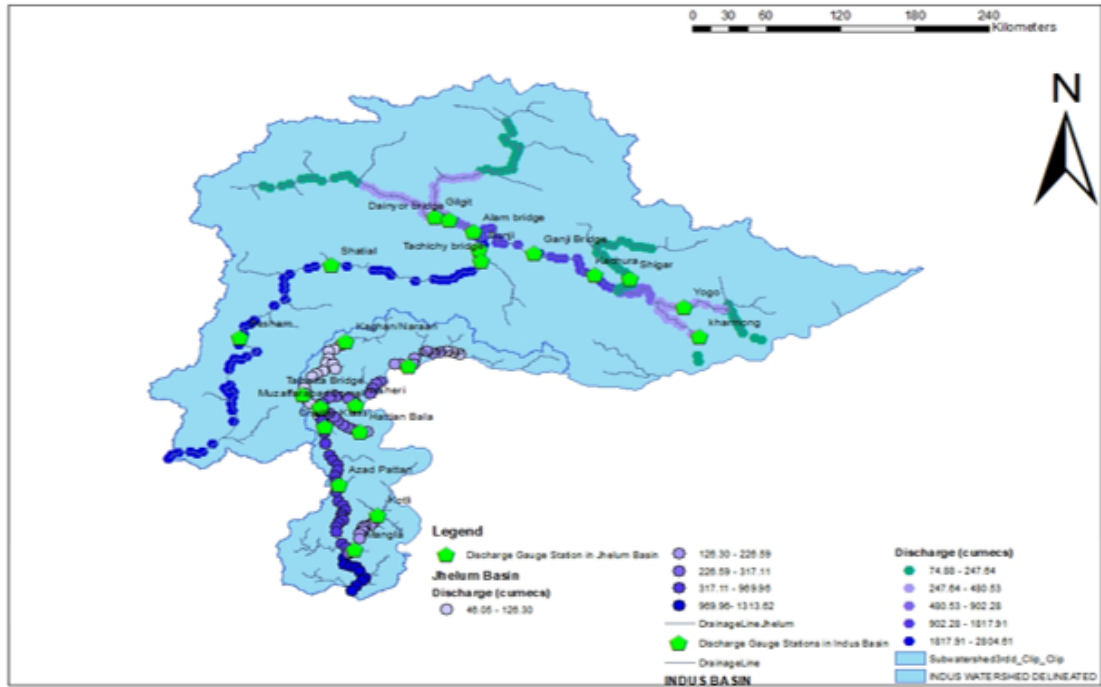 0 30 60 120 180 240
Kilometers
N
Dainyor bridge
Gilgit
Alam bridge
Tachichy bridge
Ganji Bridge
Kachura
Shigar
Shatial
Yogo
kharmong
Kaghan/Naraan
Hattian Bala
Azad Pattan
Kotli
Mangla
Legend
Discharge Gauge Station in Jhelum Basin
Jhelum Basin
Discharge (cumecs)
46.05 - 126.30
126.30 - 226.59
226.59 - 317.11
317.11 - 969.96
969.96- 1313.62
DrainageLineJhelum
Discharge Gauge Stations in Indus Basin
DrainageLine
INDUS BASIN
Discharge (cumecs)
74.88 - 247.64
247.64 - 480.53
480.53 - 902.28
902.28 - 1817.91
1817.91 - 2804.61
Subwatershed3rdd_Clip_Clip
INDUS WATERSHED DELINEATED